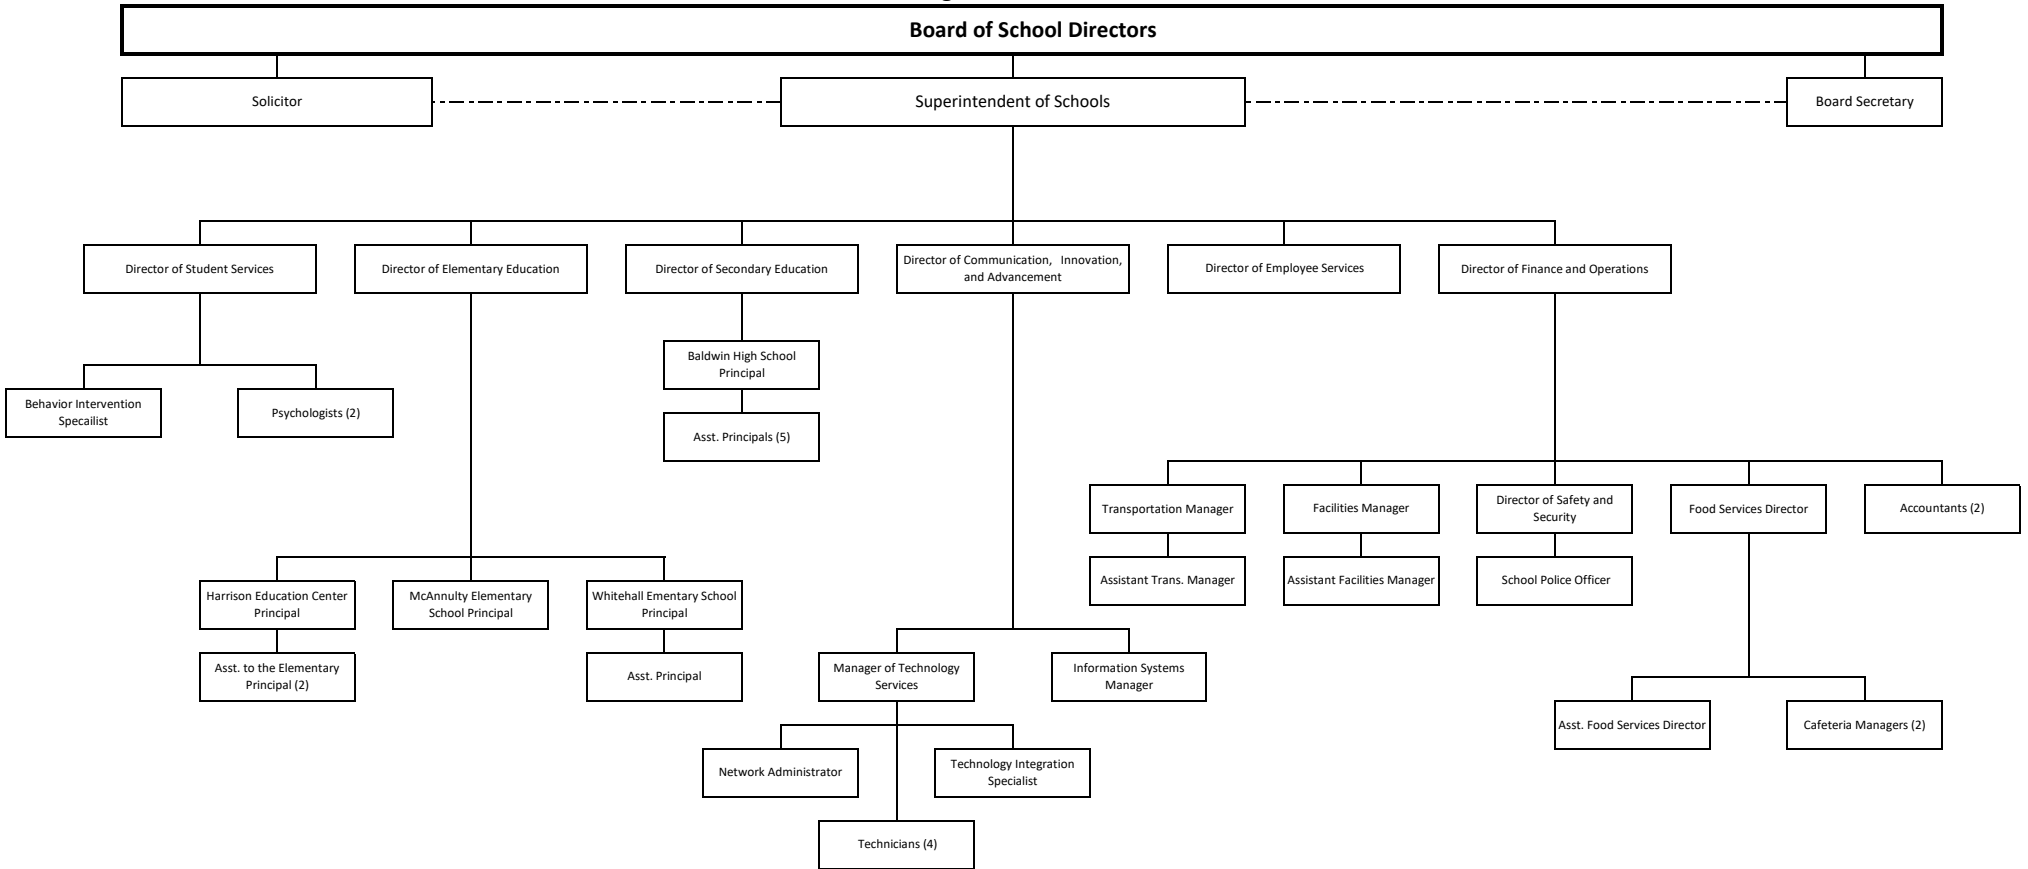 Board of School Directors
Solicitor
Superintendent of Schools
Board Secretary
Director of Student Services
Director of Elementary Education
Director of Secondary Education
Director of Communication, Innovation,
and Advancement
Director of Employee Services
Director of Finance and Operations
Baldwin High School
Principal
Behavior Intervention
Specailist
Psychologists (2)
Asst. Principals (5)
Transportation Manager
Facilities Manager
Director of Safety and
Security
Food Services Director
Accountants (2)
Assistant Trans. Manager
Assistant Facilities Manager
School Police Officer
Harrison Education Center
Principal
McAnnulty Elementary
School Principal
Whitehall Ementary School
Principal
Asst. to the Elementary
Principal (2)
Asst. Principal
Manager of Technology
Services
Information Systems
Manager
Asst. Food Services Director
Cafeteria Managers (2)
Network Administrator
Technology Integration
Specialist
Technicians (4)